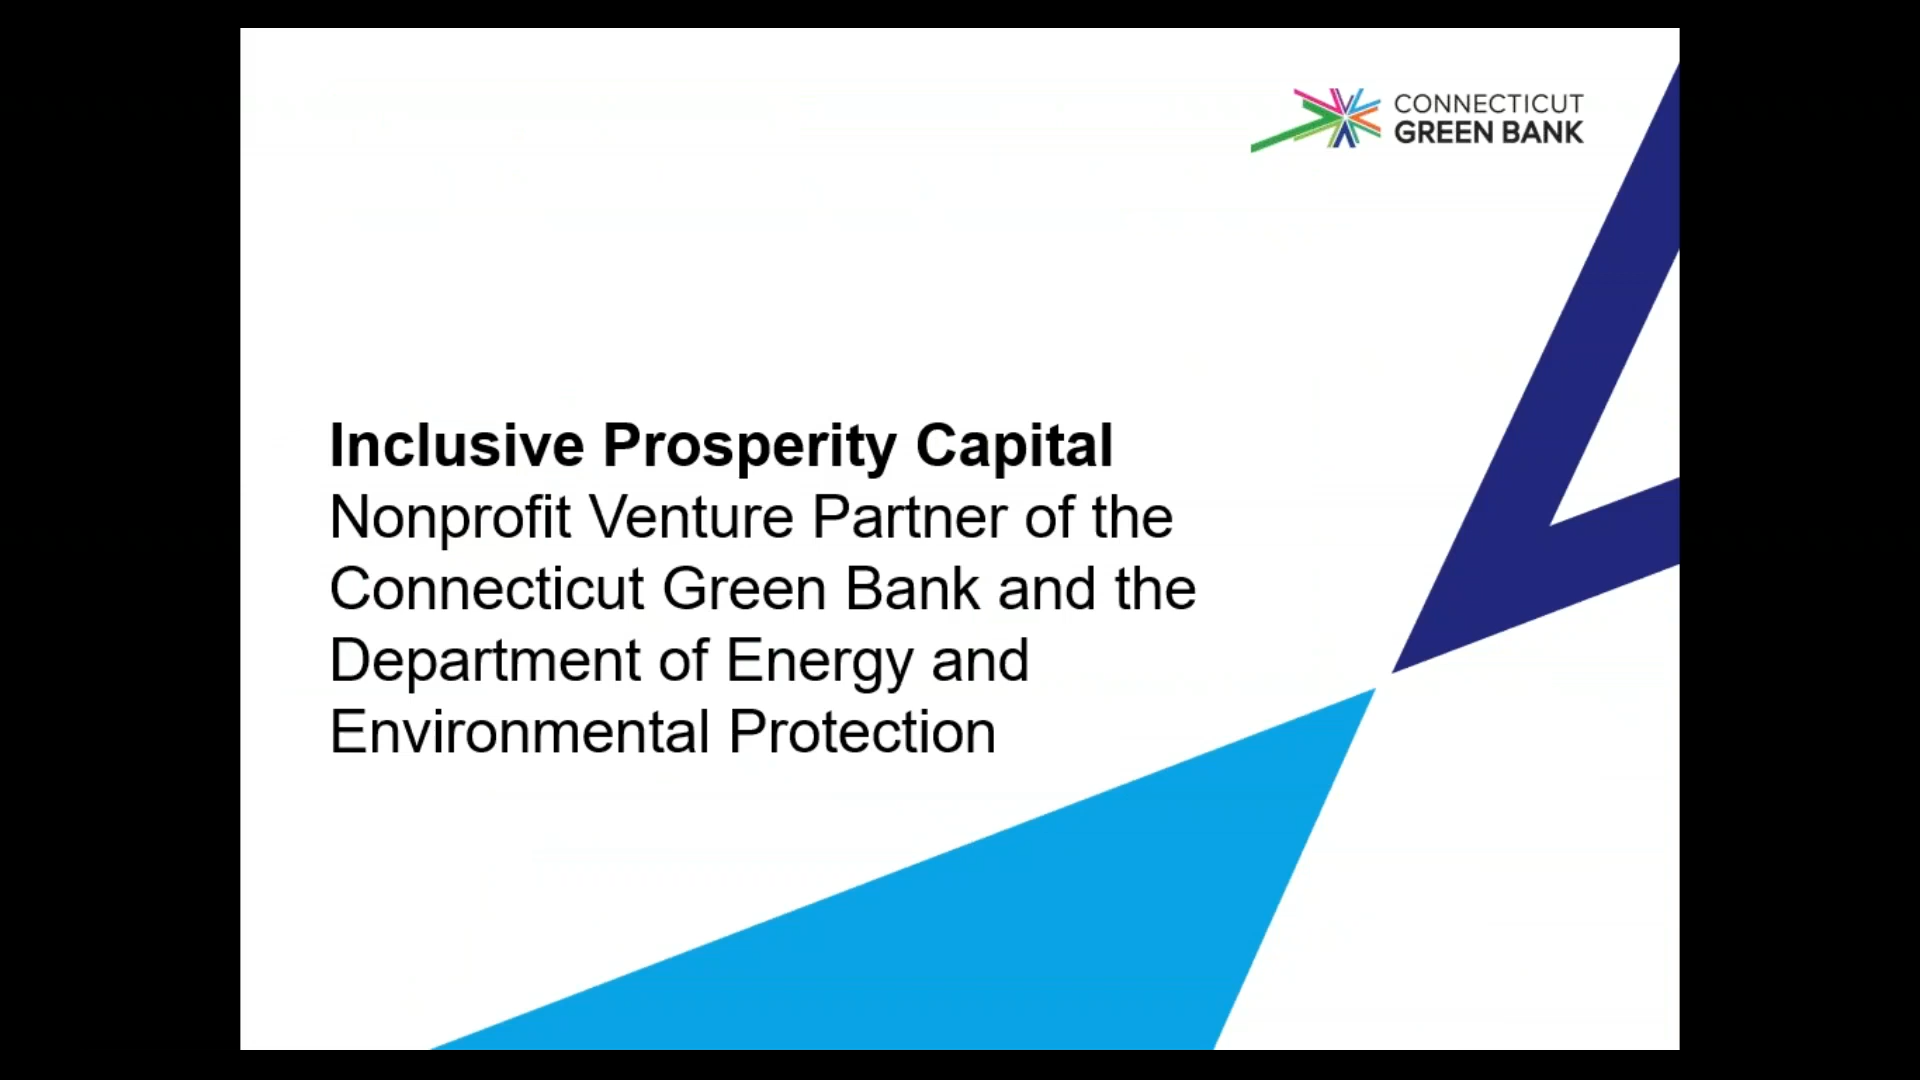 CONNECTICUT
GREEN BANK
Inclusive Prosperity Capital
Nonprofit Venture Partner of the
Connecticut Green Bank and the
Department of Energy and
Environmental Protection